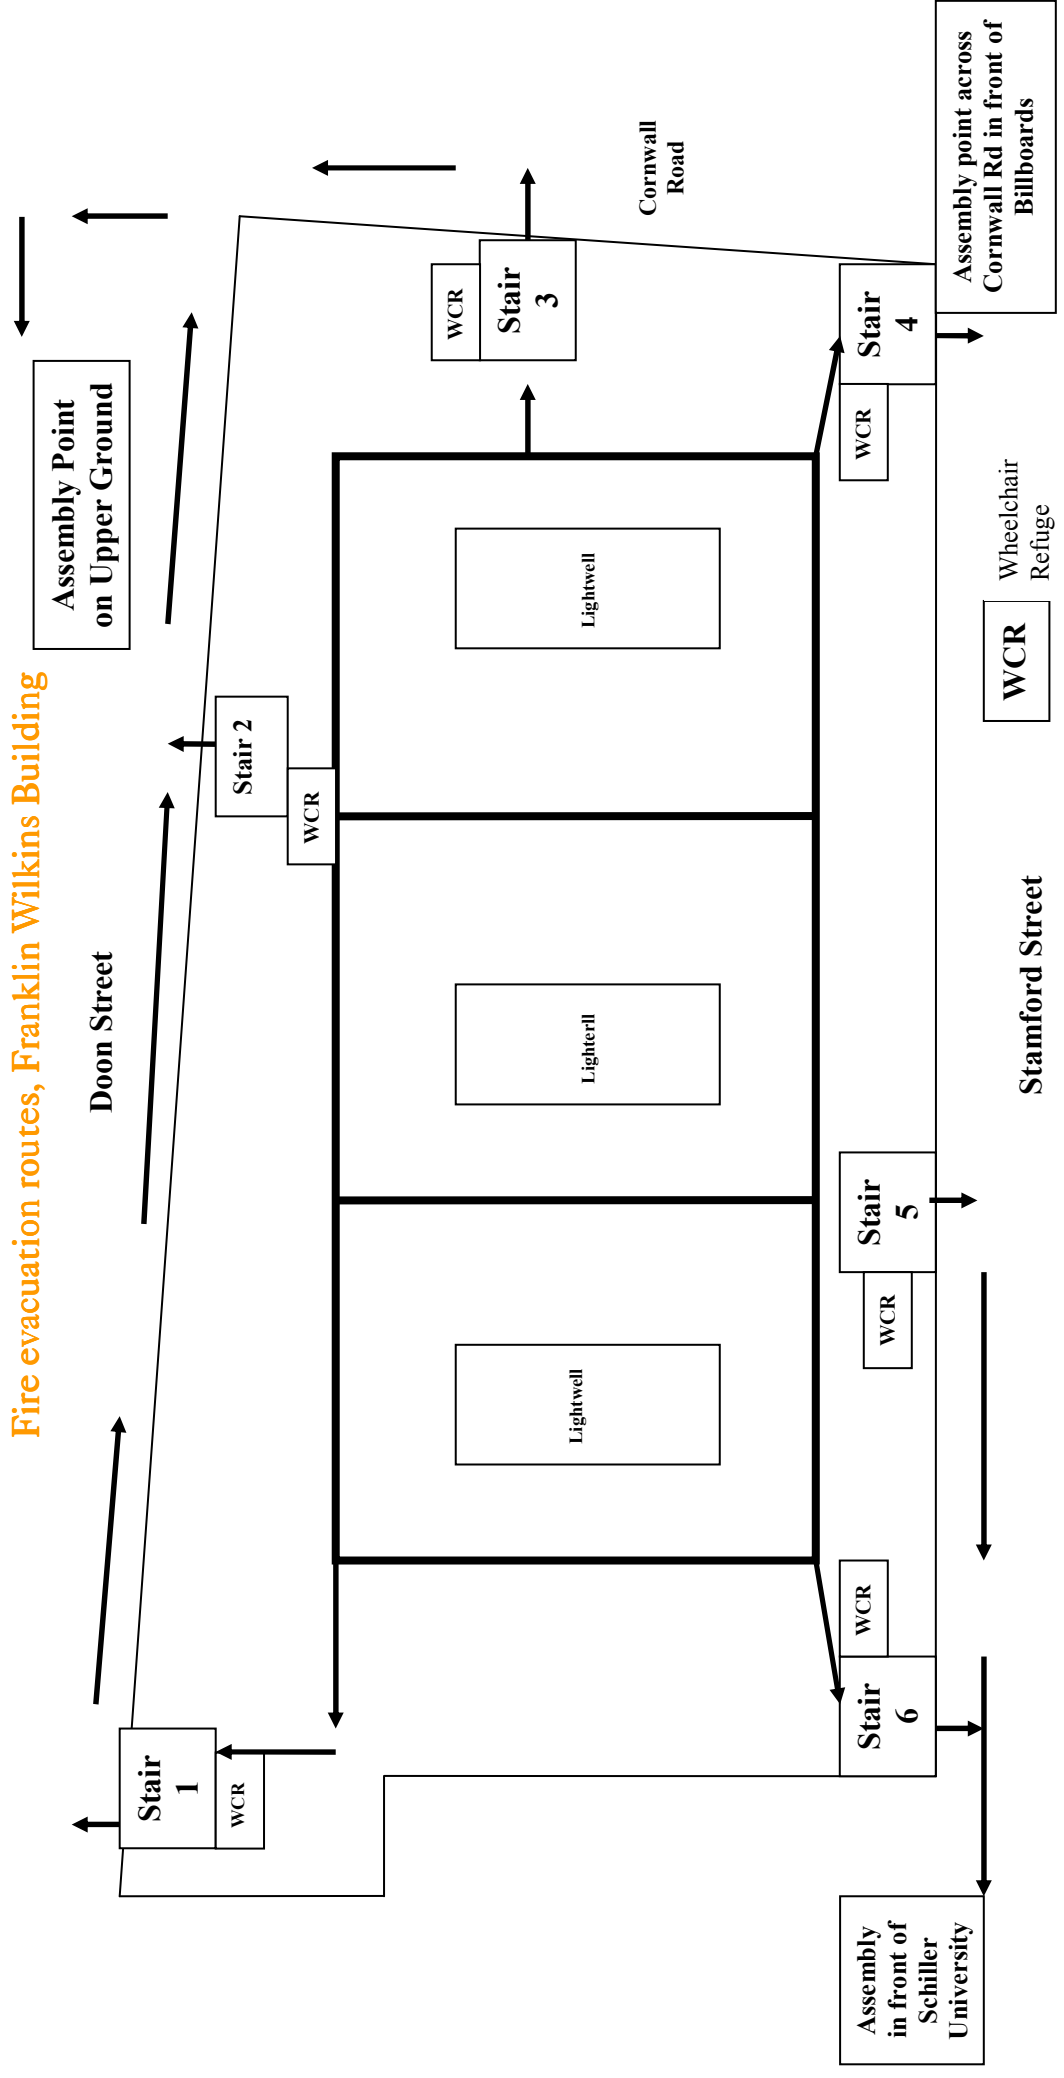 Fire evacuation routes, Franklin Wilkins Building
Doon Street
Assembly Point
on Upper Ground
Stair
1
WCR
Stair 2
WCR
WCR
Stair
3
Cornwall
Road
Lightwell
Lighterll
Lightwell
WCR
Stair
6
WCR
Stair
5
WCR
Stair
4
Assembly
in front of
Schiller
University
Stamford Street
WCR
Wheelchair
Refuge
Assembly point across
Cornwall Rd in front of
Billboards